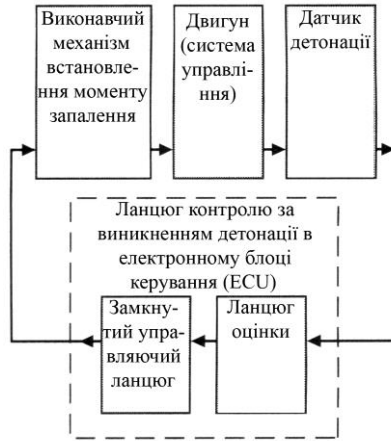 Виконавчий
механізм
встановле-
ння моменту
запалення
Двигун
(система
управлі-
ння)
Датчик
детонації
Ланцюг контролю за
виникненням детонації в
електронному блоці
керування (ECU)
Замкну-
тий упра-
вляючий
ланцюг
Ланцюг
оцінки